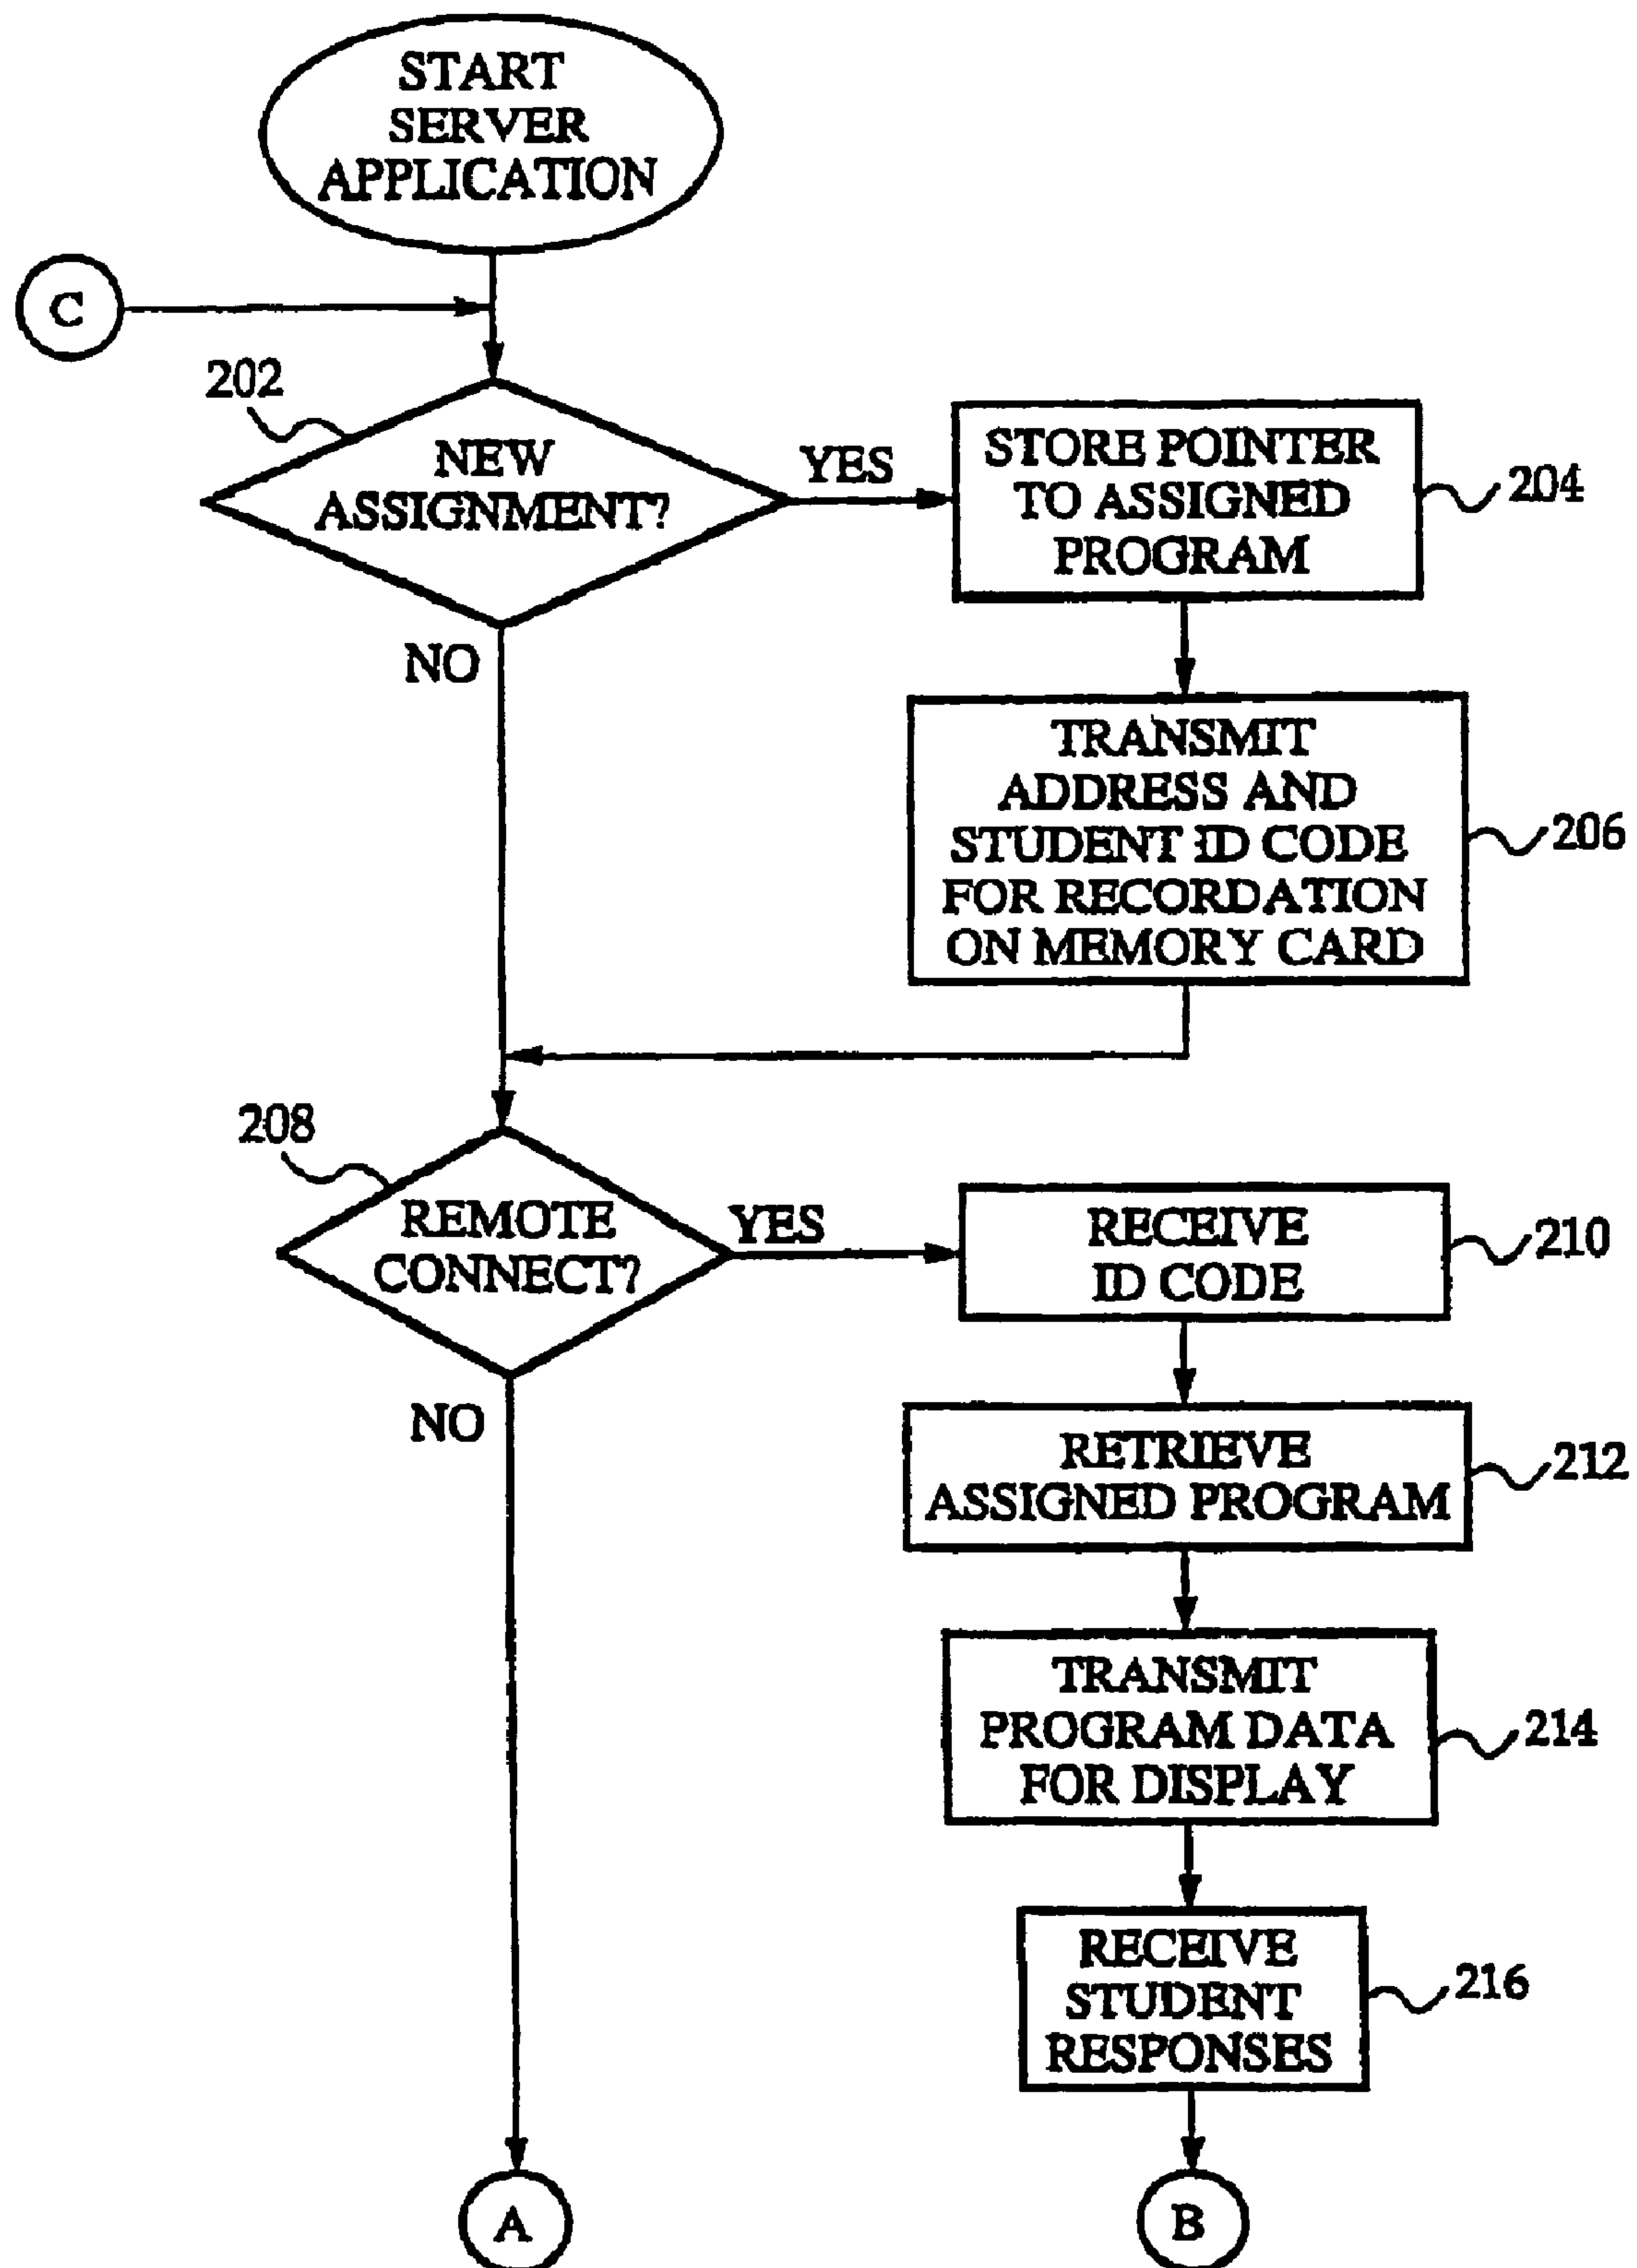 START
SERVER
APPLICATION
C
202
NEW
ASSIGNMENT?
YES
NO
STORE POINTER
TO ASSIGNED
PROGRAM
204
TRANSMIT
ADDRESS AND
STUDENT ID CODE
FOR RECORDATION
ON MEMORY CARD
206
208
REMOTE
CONNECT?
YES
NO
RECEIVE
ID CODE
210
RETRIEVE
ASSIGNED PROGRAM
212
TRANSMIT
PROGRAM DATA
FOR DISPLAY
214
RECEIVE
STUDENT
RESPONSES
216
A
B